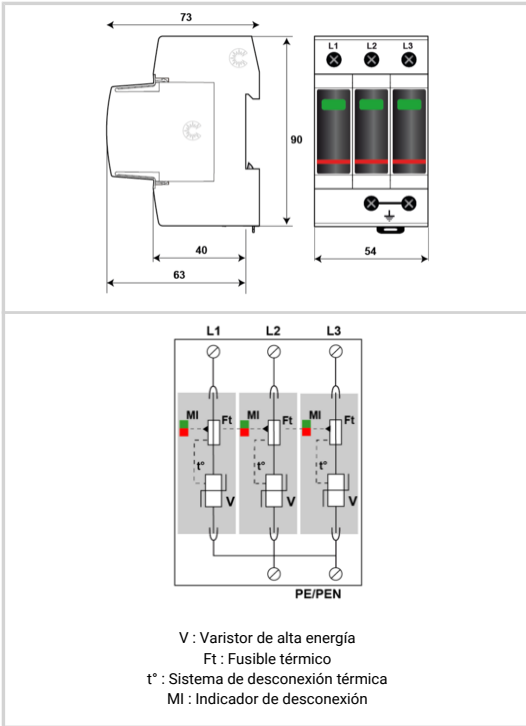 73
L1 L2 L3
90
40
63
54
L1 L2 L3
MI Ft MI Ft MI Ft
t° t° t°
V V V
PE/PEN
V : Varistor de alta energía
Ft : Fusible térmico
t° : Sistema de desconexión térmica
MI : Indicador de desconexión